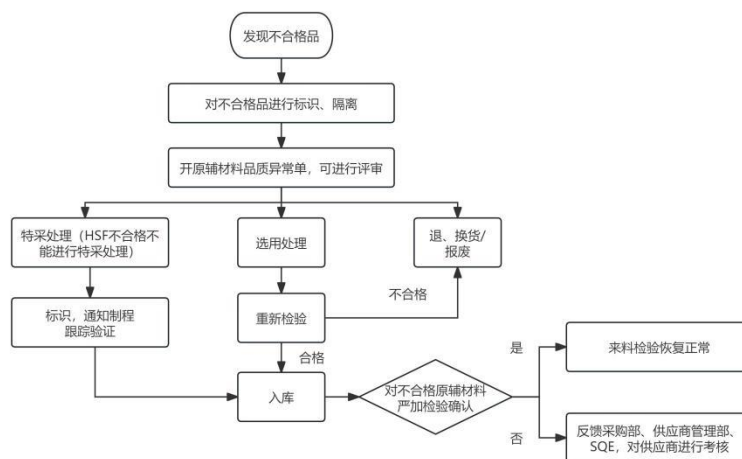 发现不合格品
对不合格品进行标识、隔离
开原辅材料品质异常单，可进行评审
特采处理（HSF不合格不
能进行特采处理）
选用处理
退、换货/
报废
不合格
标识，通知制程
跟踪验证
重新检验
合格
入库
对不合格原辅材料
严加检验确认
是
来料检验恢复正常
否
反馈采购部、供应商管理部、
SQE，对供应商进行考核